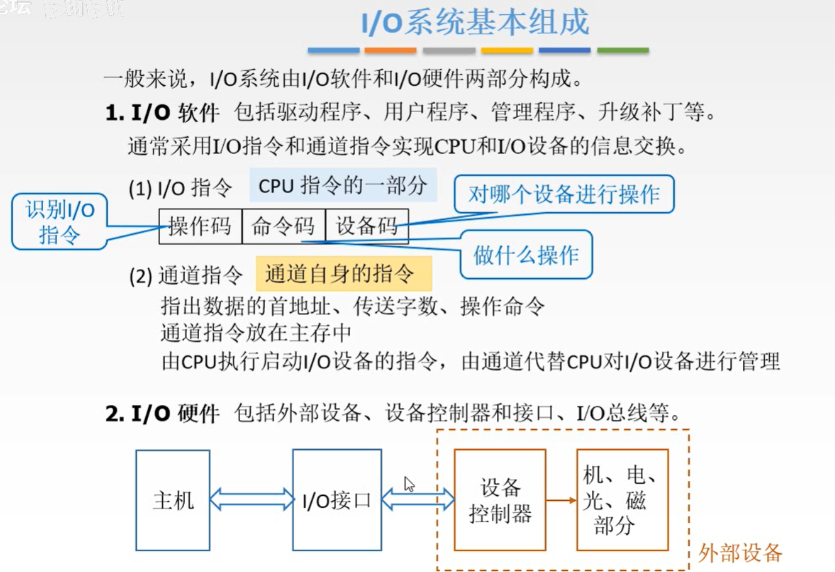 I/O系统基本组成
一般来说，I/O系统由I/O软件和I/O硬件两部分构成。
1. I/O 软件 包括驱动程序、用户程序、管理程序、升级补丁等。
通常采用I/O指令和通道指令实现CPU和I/O设备的信息交换。
(1) I/O 指令 CPU 指令的一部分
对哪个设备进行操作
识别I/O
指令
操作码 命令码 设备码
做什么操作
(2) 通道指令 通道自身的指令
指出数据的首地址、传送字数、操作命令
通道指令放在主存中
由CPU执行启动I/O设备的指令，由通道代替CPU对I/O设备进行管理
2. I/O 硬件 包括外部设备、设备控制器和接口、I/O总线等。
主机
I/O接口
设备
控制器
机、电、
光、磁
部分
外部设备